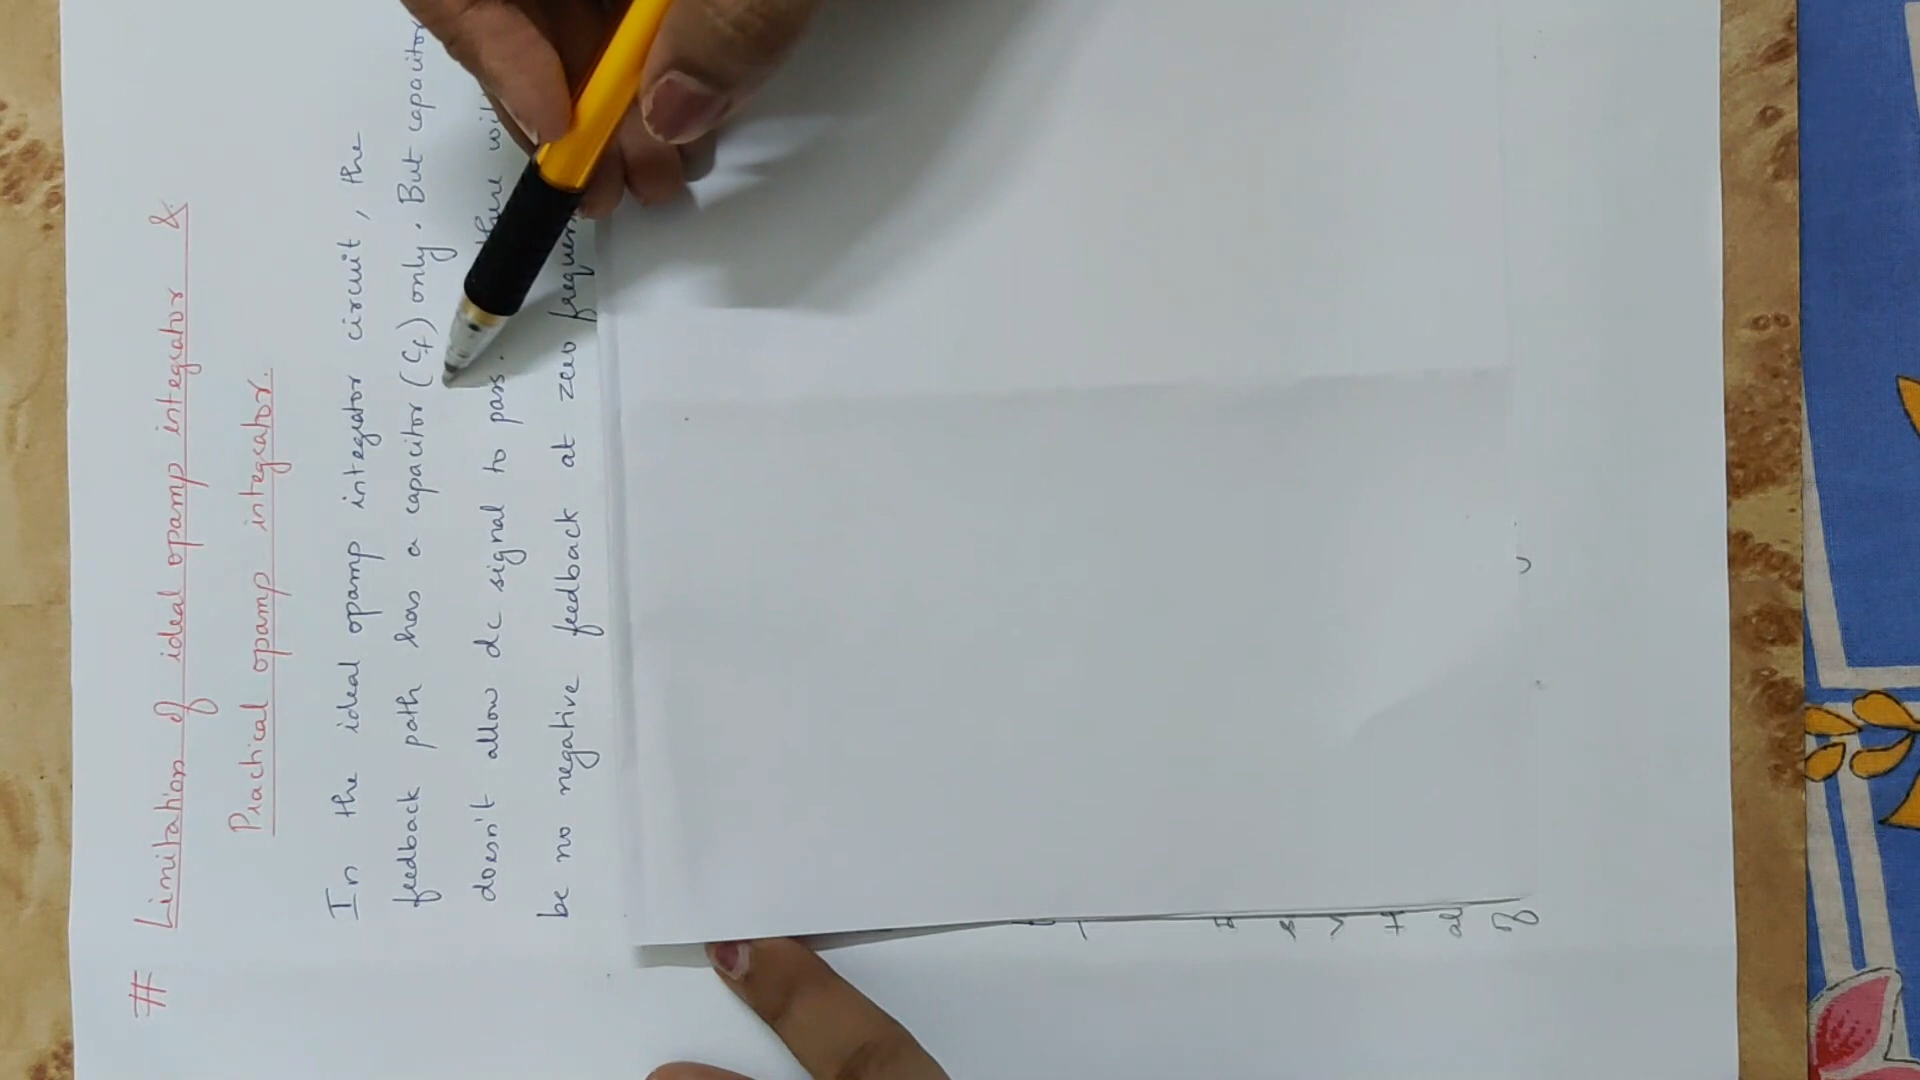 # Limitation of ideal opamp integrator &
Practical opamp integrator.
In the ideal opamp integrator circuit, the
feedback path has a capacitor (Cf) only. But capacitor
doesn't allow dc signal to pass. there
be no negative feedback at zero